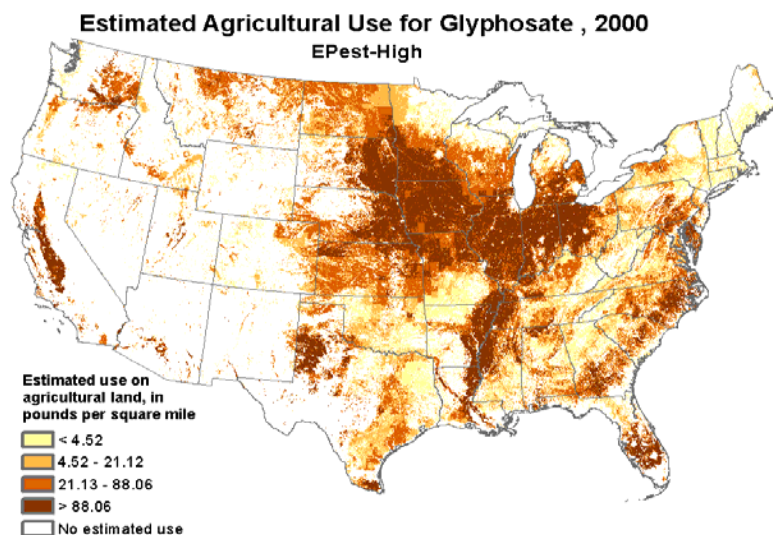 Estimated Agricultural Use for Glyphosate , 2000
EPest-High
Estimated use on
agricultural land, in
pounds per square mile
< 4.52
4.52 - 21.12
21.13 - 88.06
> 88.06
No estimated use